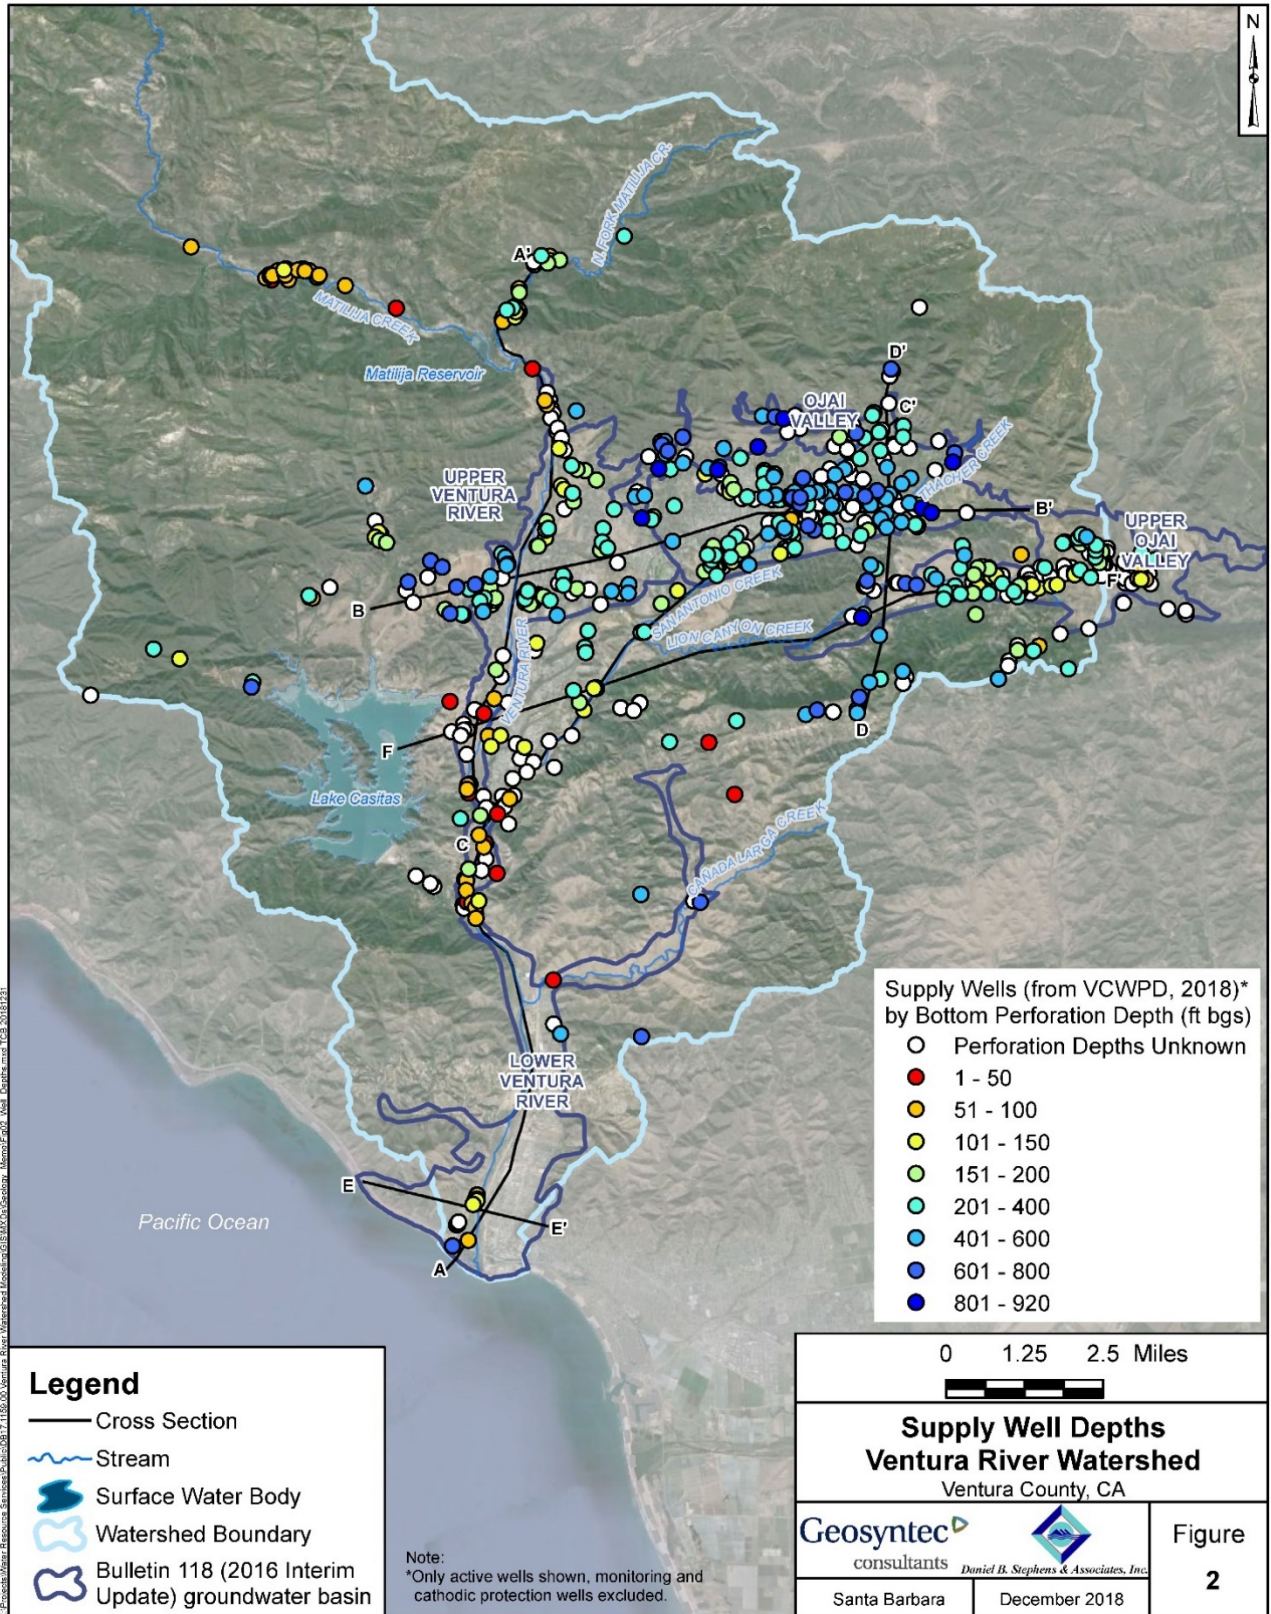 N
N. FORK MATILIJA CR.
A'
MATILIJA CREEK
Matilija Reservoir
D'
OJAI
VALLEY
C'
THACHER CREEK
UPPER
VENTURA
RIVER
B'
UPPER
OJAI
VALLEY
F'
B
SAN ANTONIO CREEK
LION CANYON CREEK
VENTURA RIVER
D
F
Lake Casitas
C
CAÑADA LARGA CREEK
LOWER
VENTURA
RIVER
E
E'
Pacific Ocean
A
Supply Wells (from VCWPD, 2018)*
by Bottom Perforation Depth (ft bgs)
Perforation Depths Unknown
1 - 50
51 - 100
101 - 150
151 - 200
201 - 400
401 - 600
601 - 800
801 - 920
Legend
Cross Section
Stream
Surface Water Body
Watershed Boundary
Bulletin 118 (2016 Interim
Update) groundwater basin
Note:
*Only active wells shown, monitoring and
cathodic protection wells excluded.
0 1.25 2.5 Miles
Supply Well Depths
Ventura River Watershed
Ventura County, CA
Geosyntec
consultants
Daniel B. Stephens & Associates, Inc.
Santa Barbara
December 2018
Figure
2